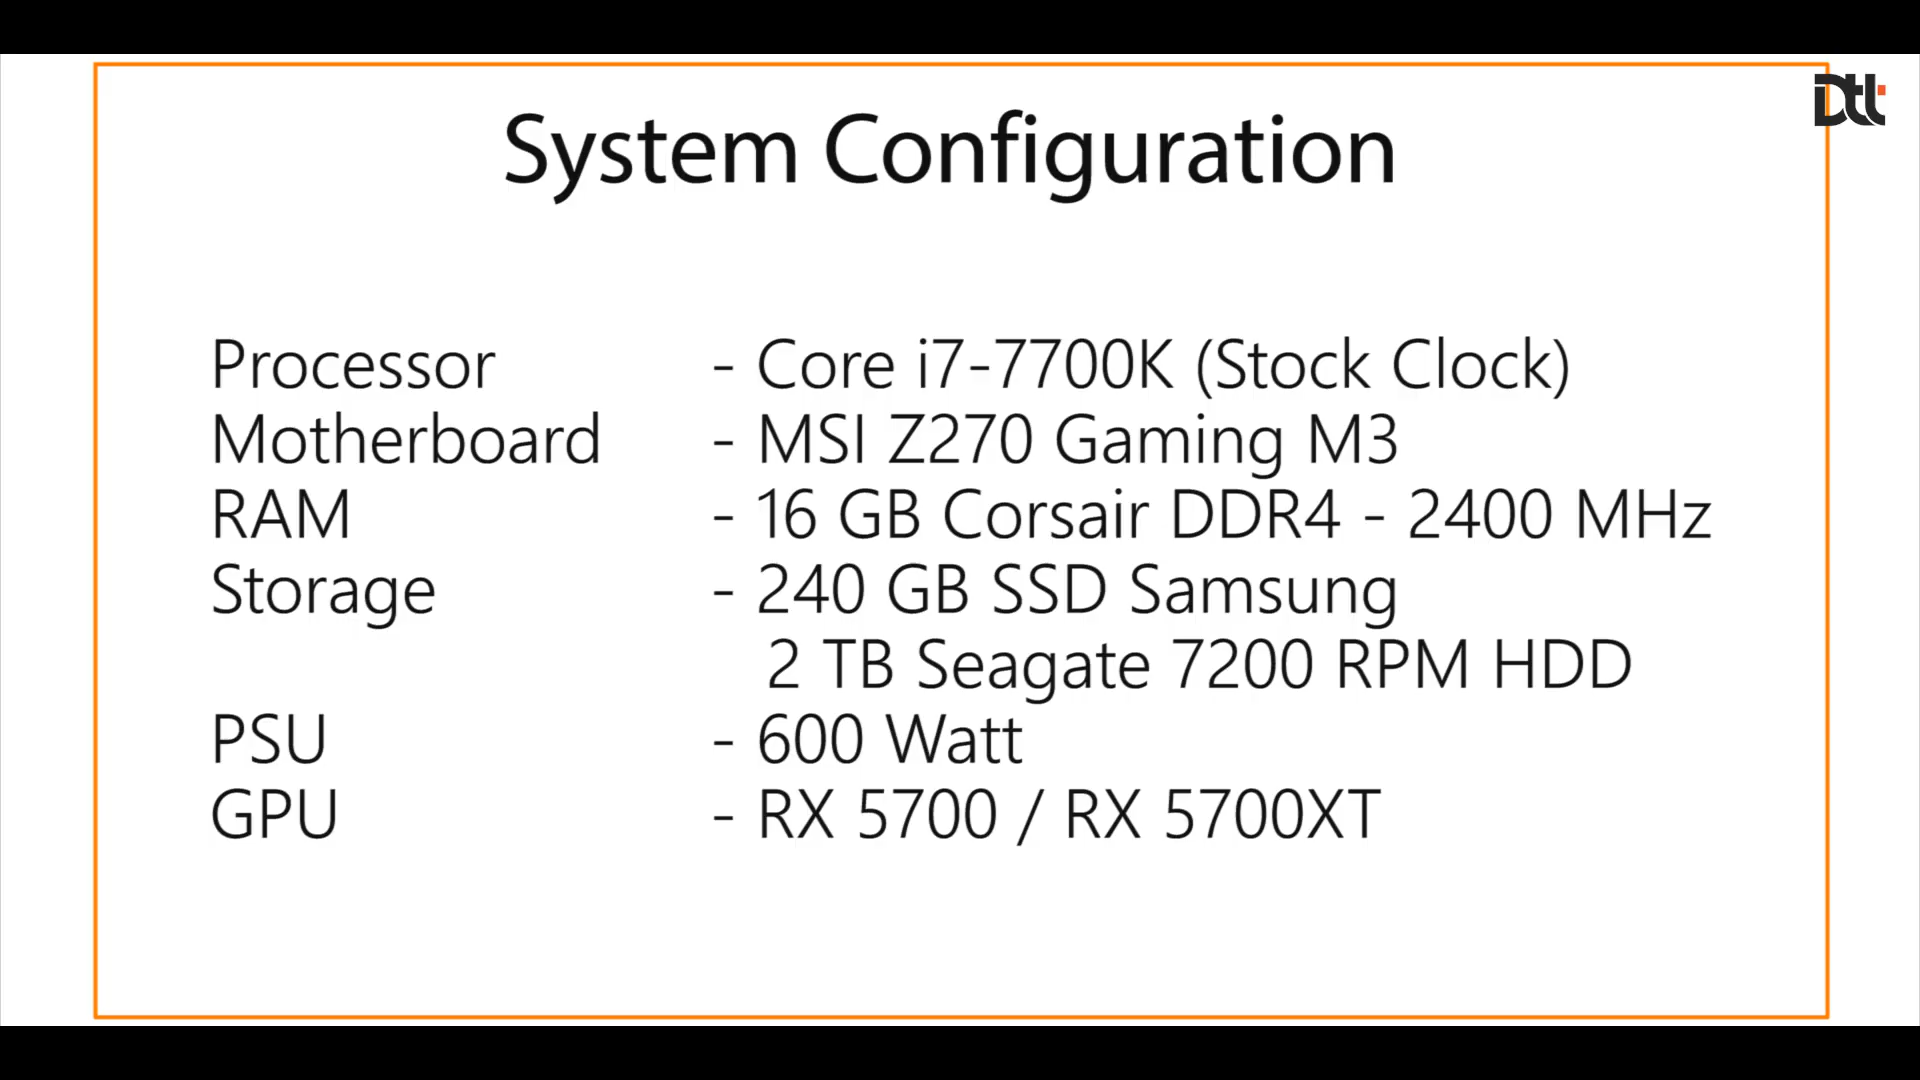 Dtt
System Configuration
Processor - Core i7-7700K (Stock Clock)
Motherboard - MSI Z270 Gaming M3
RAM - 16 GB Corsair DDR4 - 2400 MHz
Storage - 240 GB SSD Samsung
2 TB Seagate 7200 RPM HDD
PSU - 600 Watt
GPU - RX 5700 / RX 5700XT